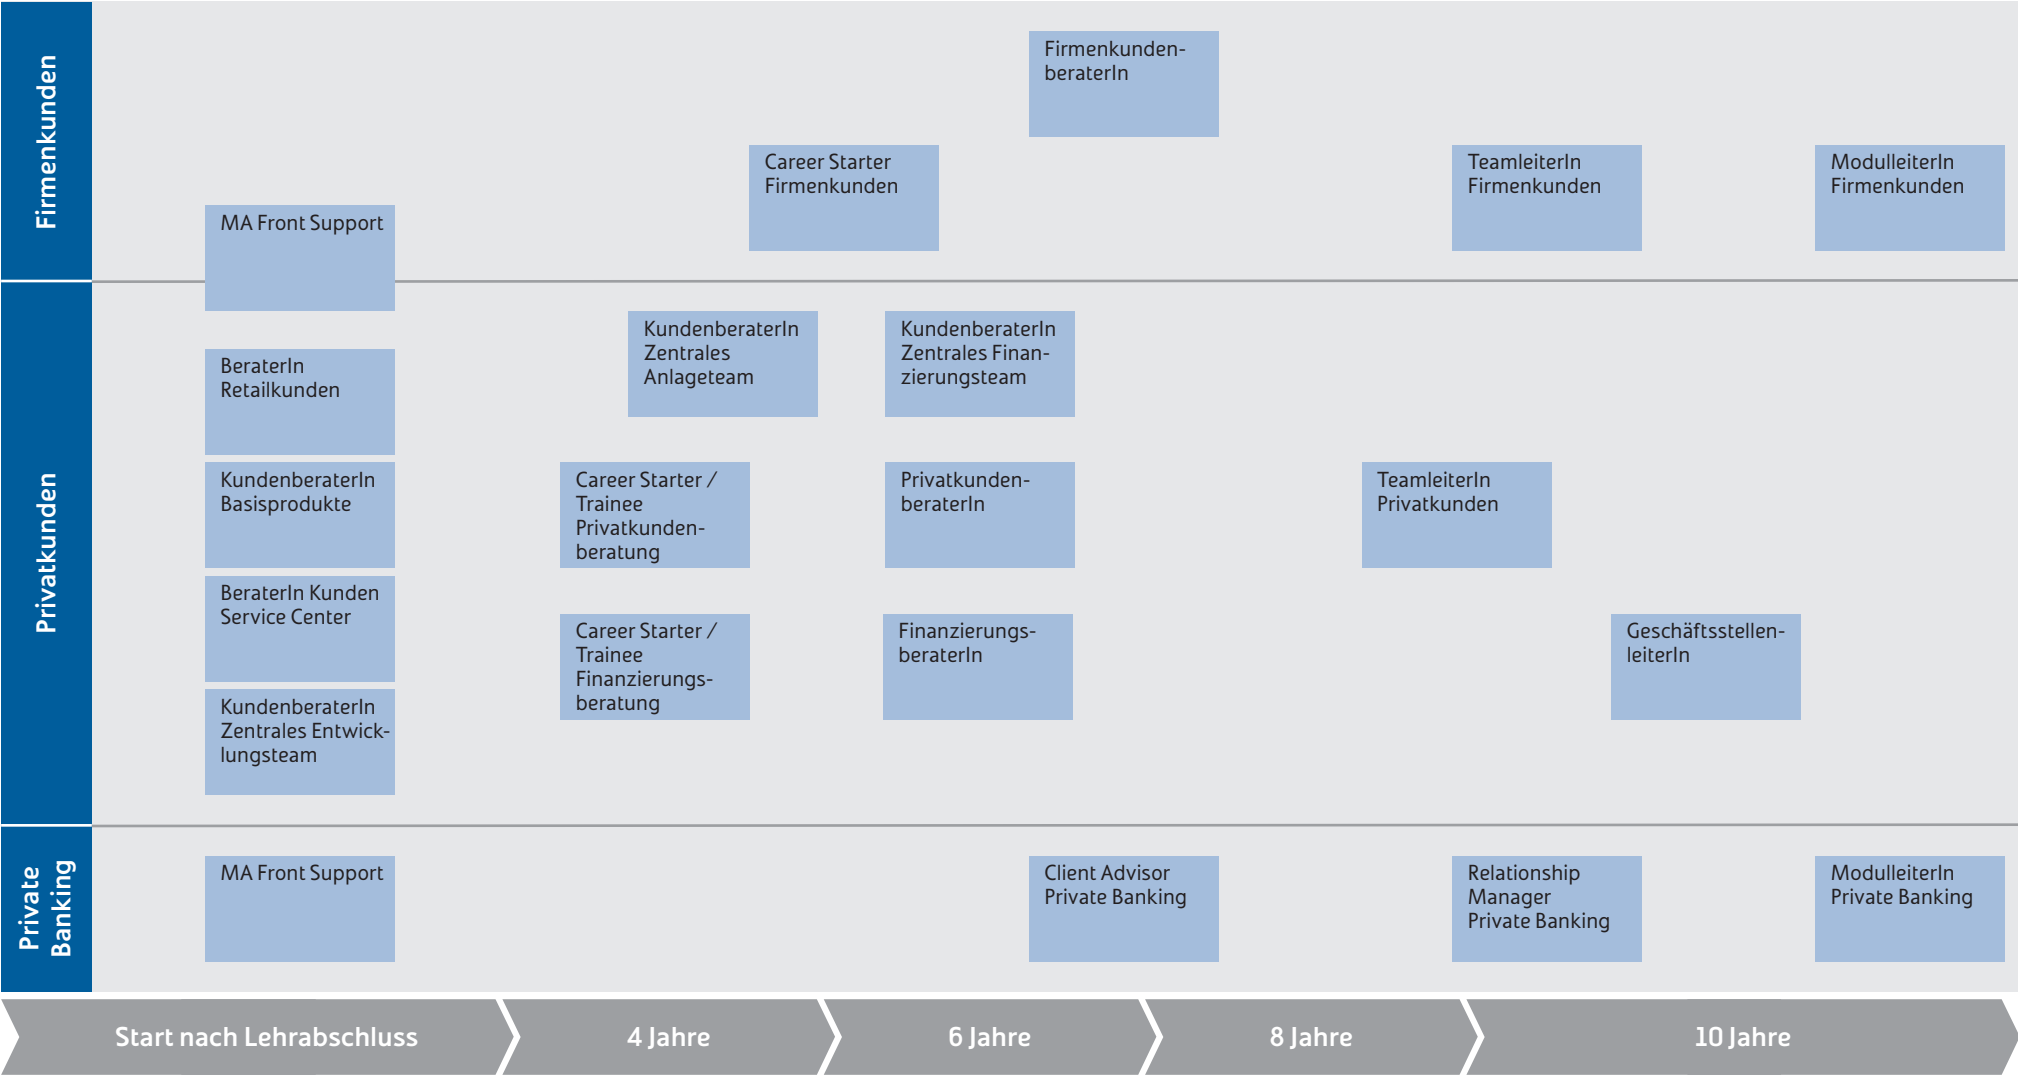 Firmenkunden
Firmenkunden-
beraterIn
Career Starter
Firmenkunden
TeamleiterIn
Firmenkunden
ModulleiterIn
Firmenkunden
MA Front Support
Privatkunden
KundenberaterIn
Zentrales
Anlageteam
KundenberaterIn
Zentrales Finan-
zierungsteam
BeraterIn
Retailkunden
KundenberaterIn
Basisprodukte
Career Starter /
Trainee
Privatkunden-
beratung
Privatkunden-
beraterIn
TeamleiterIn
Privatkunden
BeraterIn Kunden
Service Center
Career Starter /
Trainee
Finanzierungs-
beratung
Finanzierungs-
beraterIn
Geschäftsstellen-
leiterIn
KundenberaterIn
Zentrales Entwick-
lungsteam
Private
Banking
MA Front Support
Client Advisor
Private Banking
Relationship
Manager
Private Banking
ModulleiterIn
Private Banking
Start nach Lehrabschluss
4 Jahre
6 Jahre
8 Jahre
10 Jahre